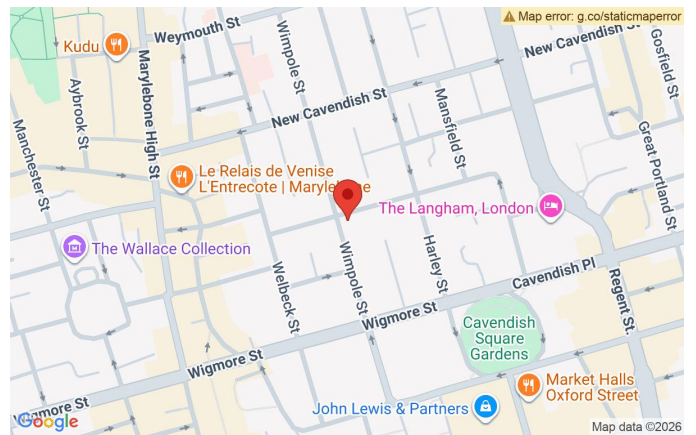 Map error: g.co/staticmaperror
Kudu
Weymouth St
Wimpole St
New Cavendish St
Gosfield St
Marylebone High St
Aybrook St
Manchester St
New Cavendish St
Mansfield St
Great Portland St
Le Relais de Venise
L'Entrecote | Marylebone
The Langham, London
The Wallace Collection
Welbeck St
Wimpole St
Harley St
Cavendish Pl
Regent St.
Wigmore St
Cavendish
Square
Gardens
Wigmore St
Market Halls
Oxford Street
John Lewis & Partners
Google
Map data ©2026